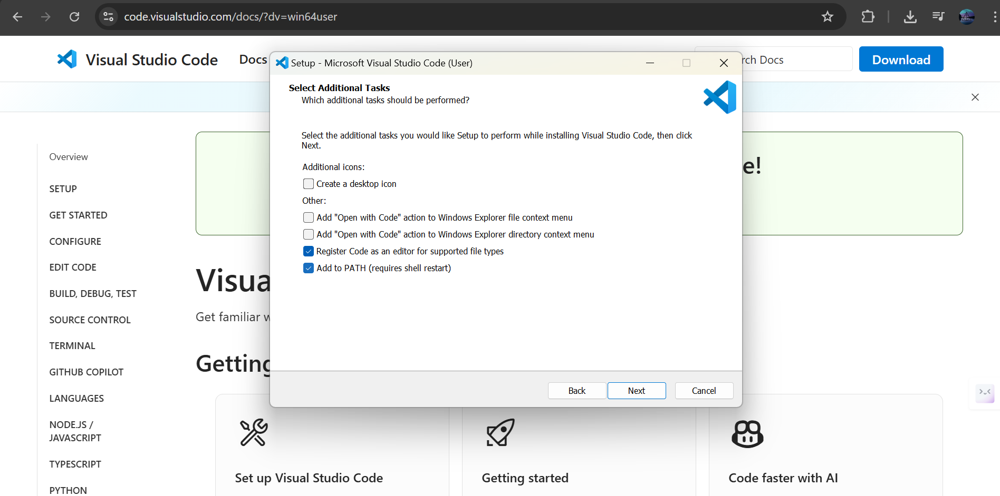 code.visualstudio.com/docs/?dv=win64user
Visual Studio Code
Docs
rch Docs
Download
Setup - Microsoft Visual Studio Code (User)
Select Additional Tasks
Which additional tasks should be performed?
Select the additional tasks you would like Setup to perform while installing Visual Studio Code, then click
Next.
Additional icons:
Create a desktop icon
Other:
Add "Open with Code" action to Windows Explorer file context menu
Add "Open with Code" action to Windows Explorer directory context menu
Register Code as an editor for supported file types
Add to PATH (requires shell restart)
Back
Next
Cancel
Overview
SETUP
GET STARTED
CONFIGURE
EDIT CODE
BUILD, DEBUG, TEST
SOURCE CONTROL
TERMINAL
GITHUB COPILOT
LANGUAGES
NODE.JS /
JAVASCRIPT
TYPESCRIPT
PYTHON
e!
Visua
Get familiar w
Getting
Set up Visual Studio Code
Getting started
Code faster with AI